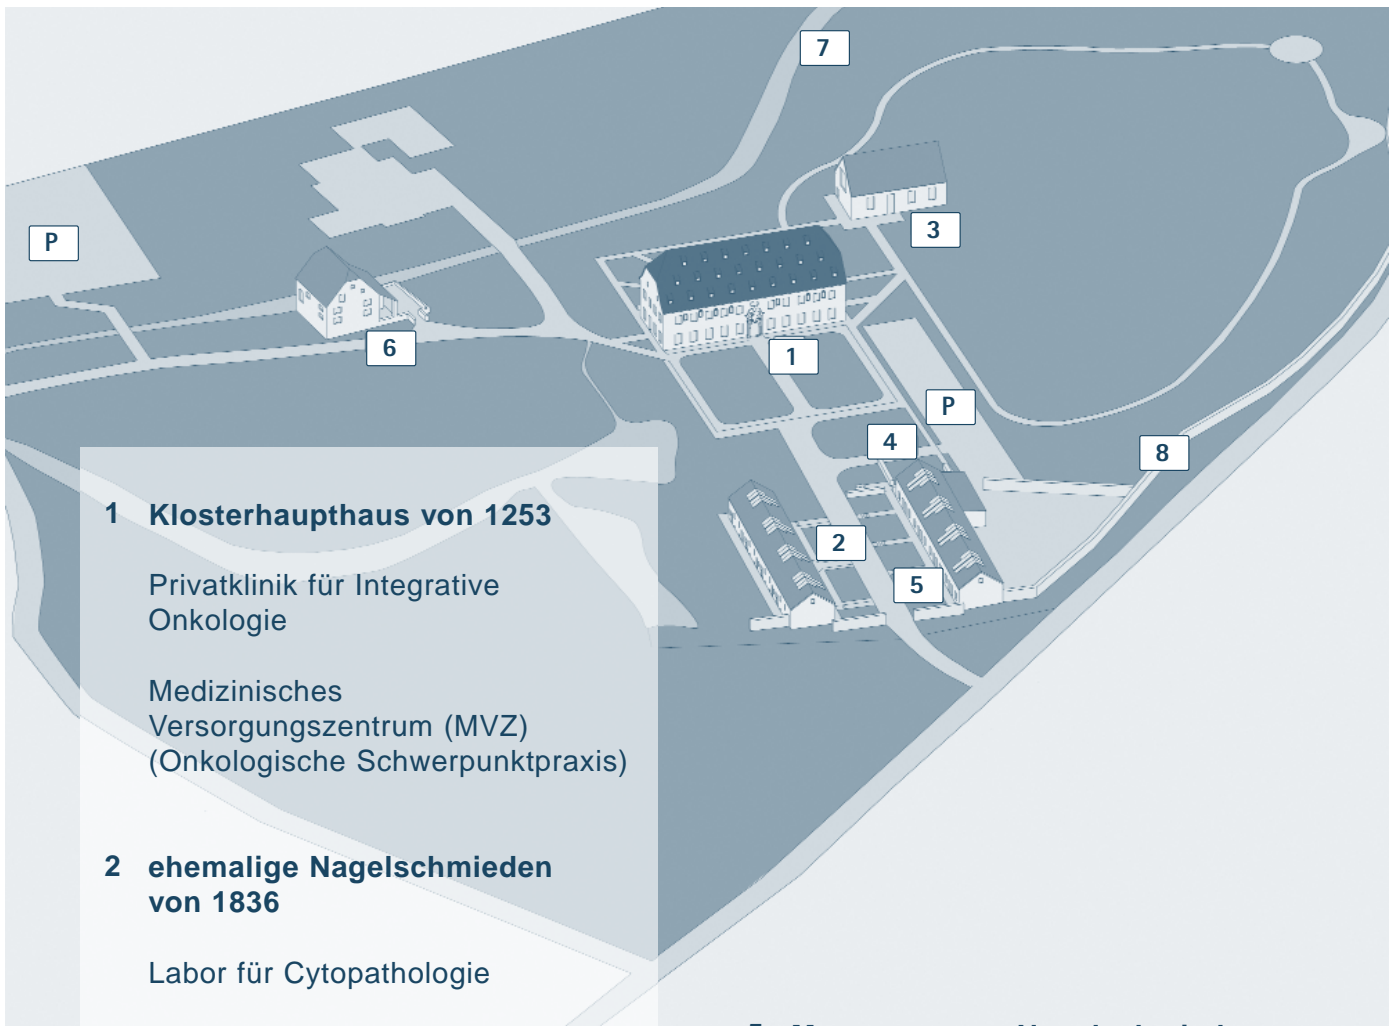 7
P
3
6
1
P
4
8
2
5
1 Klosterhaupthaus von 1253
Privatklinik für Integrative
Onkologie
Medizinisches
Versorgungszentrum (MVZ)
(Onkologische Schwerpunktpraxis)
2 ehemalige Nagelschmieden
von 1836
Labor für Cytopathologie